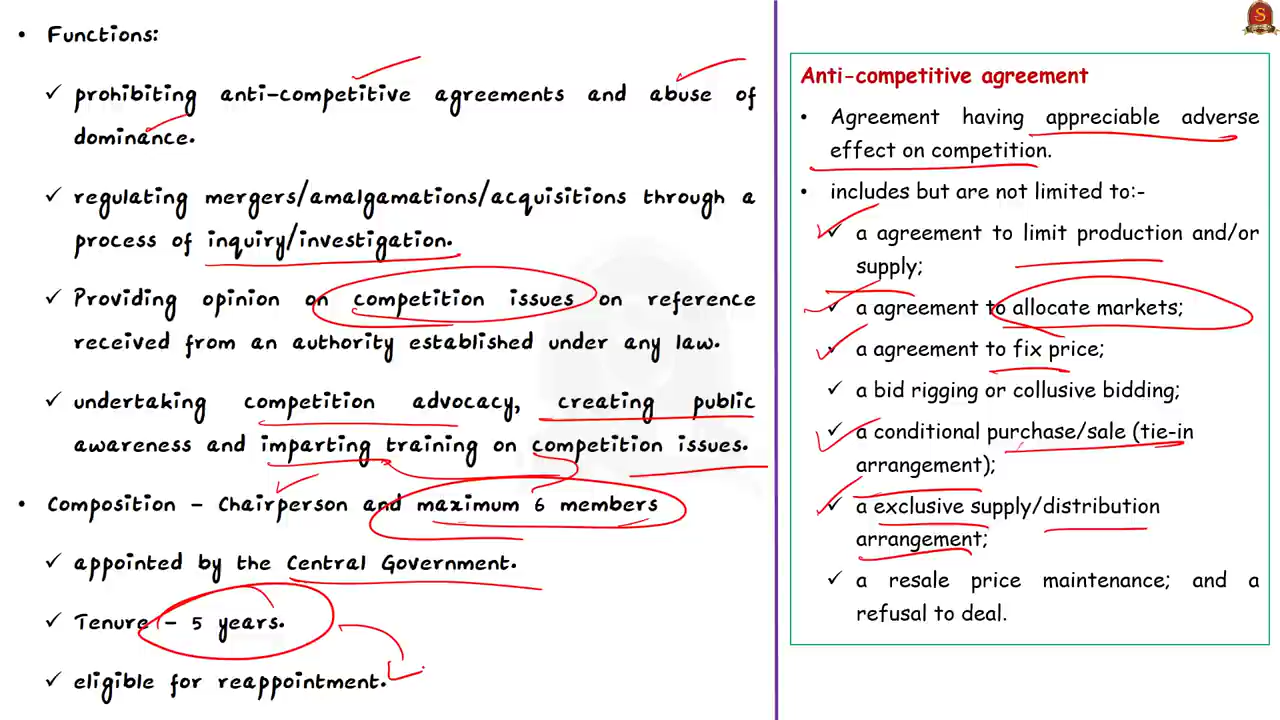 • Functions:
✓ prohibiting anti-competitive agreements and abuse of
dominance.
✓ regulating mergers/amalgamations/acquisitions through a
process of inquiry/investigation.
✓ Providing opinion on competition issues on reference
received from an authority established under any law.
✓ undertaking competition advocacy, creating public
awareness and imparting training on competition issues.
• Composition – Chairperson and maximum 6 members
✓ appointed by the Central Government.
✓ Tenure – 5 years.
✓ eligible for reappointment.
Anti-competitive agreement
• Agreement having appreciable adverse
effect on competition.
• includes but are not limited to:-
✓ a agreement to limit production and/or
supply;
✓ a agreement to allocate markets;
✓ a agreement to fix price;
✓ a bid rigging or collusive bidding;
✓ a conditional purchase/sale (tie-in
arrangement);
✓ a exclusive supply/distribution
arrangement;
✓ a resale price maintenance; and a
refusal to deal.